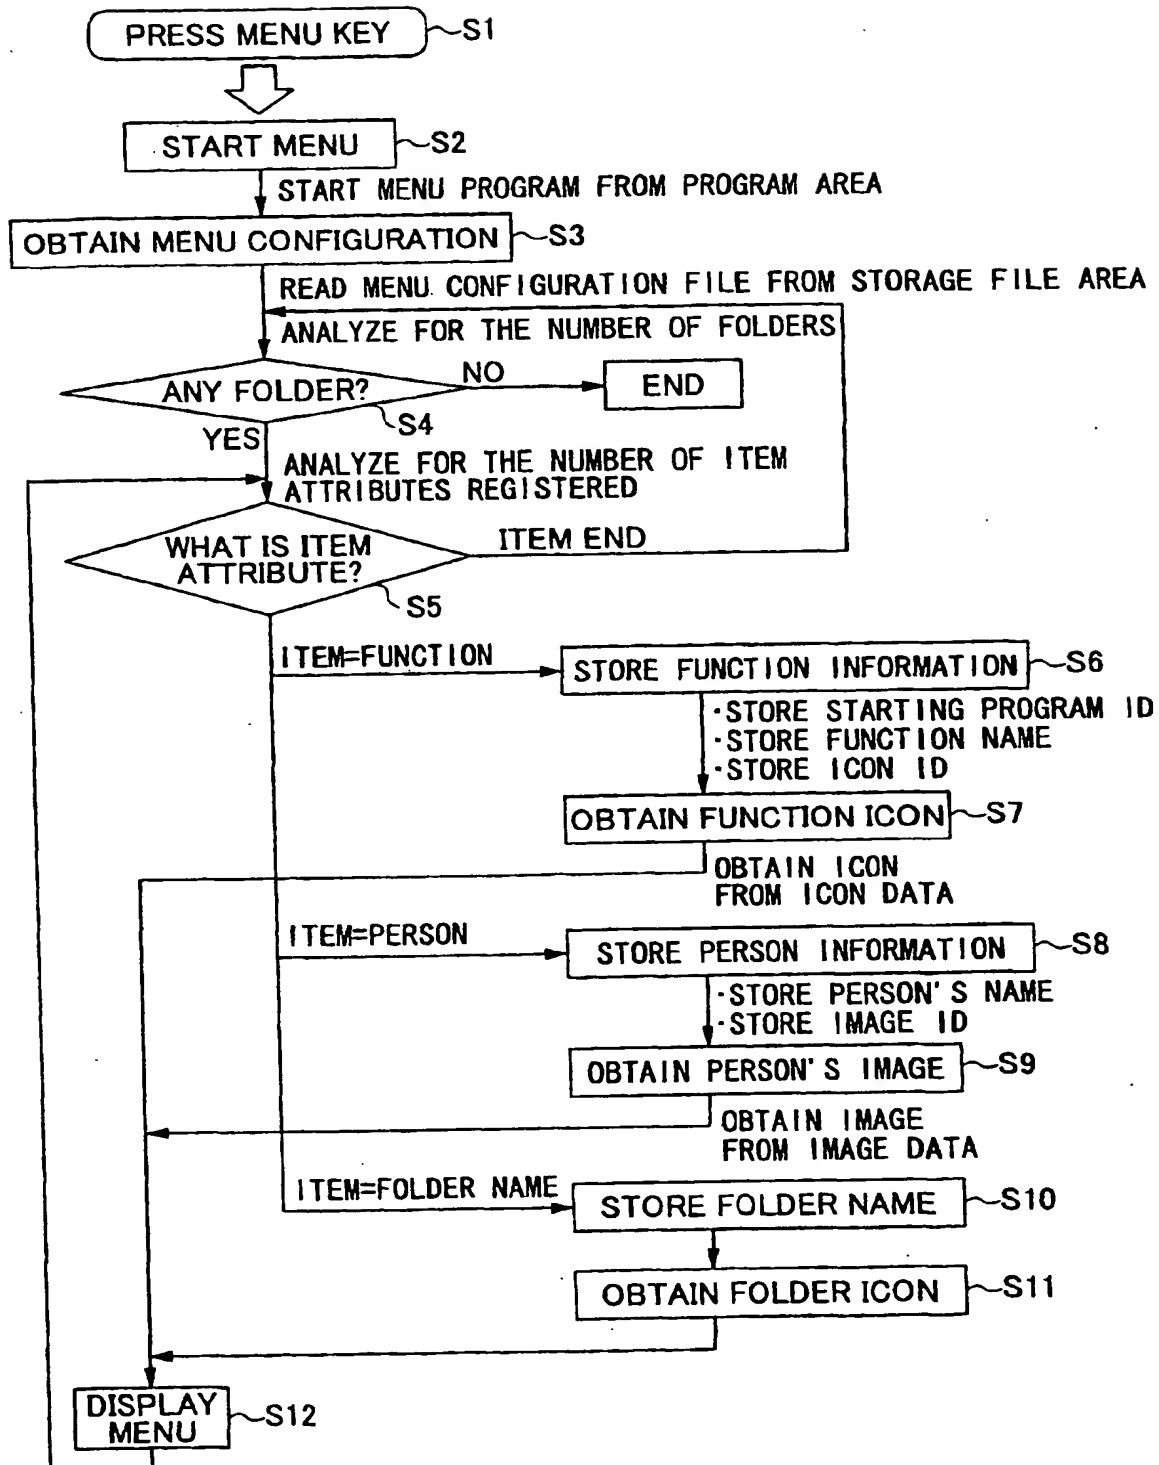 PRESS MENU KEY S1
START MENU S2
START MENU PROGRAM FROM PROGRAM AREA
OBTAIN MENU CONFIGURATION S3
READ MENU CONFIGURATION FILE FROM STORAGE FILE AREA
ANALYZE FOR THE NUMBER OF FOLDERS
ANY FOLDER? NO END
S4
YES
ANALYZE FOR THE NUMBER OF ITEM
ATTRIBUTES REGISTERED
WHAT IS ITEM
ATTRIBUTE?
ITEM END
S5
ITEM=FUNCTION
STORE FUNCTION INFORMATION S6
·STORE STARTING PROGRAM ID
·STORE FUNCTION NAME
·STORE ICON ID
OBTAIN FUNCTION ICON S7
OBTAIN ICON
FROM ICON DATA
ITEM=PERSON
STORE PERSON INFORMATION S8
·STORE PERSON'S NAME
·STORE IMAGE ID
OBTAIN PERSON'S IMAGE S9
OBTAIN IMAGE
FROM IMAGE DATA
ITEM=FOLDER NAME
STORE FOLDER NAME S10
OBTAIN FOLDER ICON S11
DISPLAY
MENU
S12